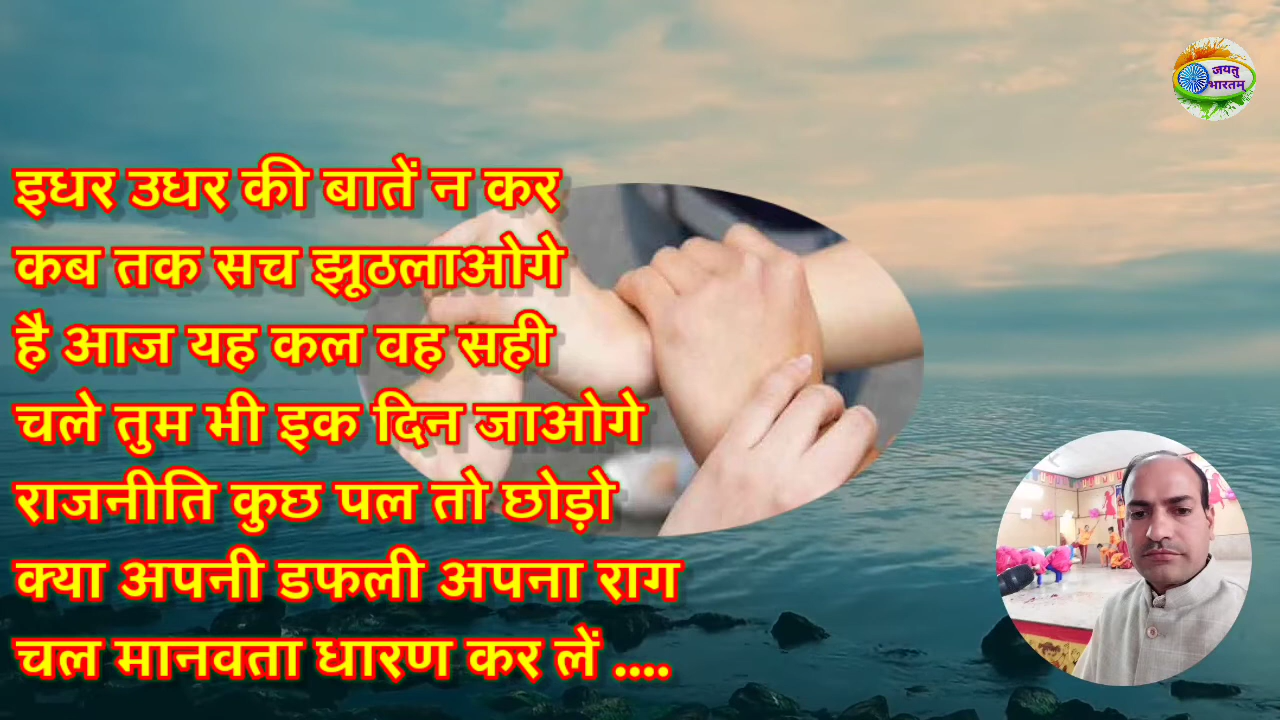 जयतु
भारतम्
इधर उधर की बातें न कर
कब तक सच झूठलाओगे
है आज यह कल वह सही
चले तुम भी इक दिन जाओगे
राजनीति कुछ पल तो छोड़ो
क्या अपनी डफली अपना राग
चल मानवता धारण कर लें ....